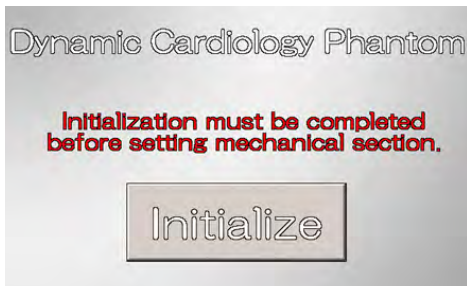 Dynamic Cardiology Phantom
Initialization must be completed
before setting mechanical section.
Initialize